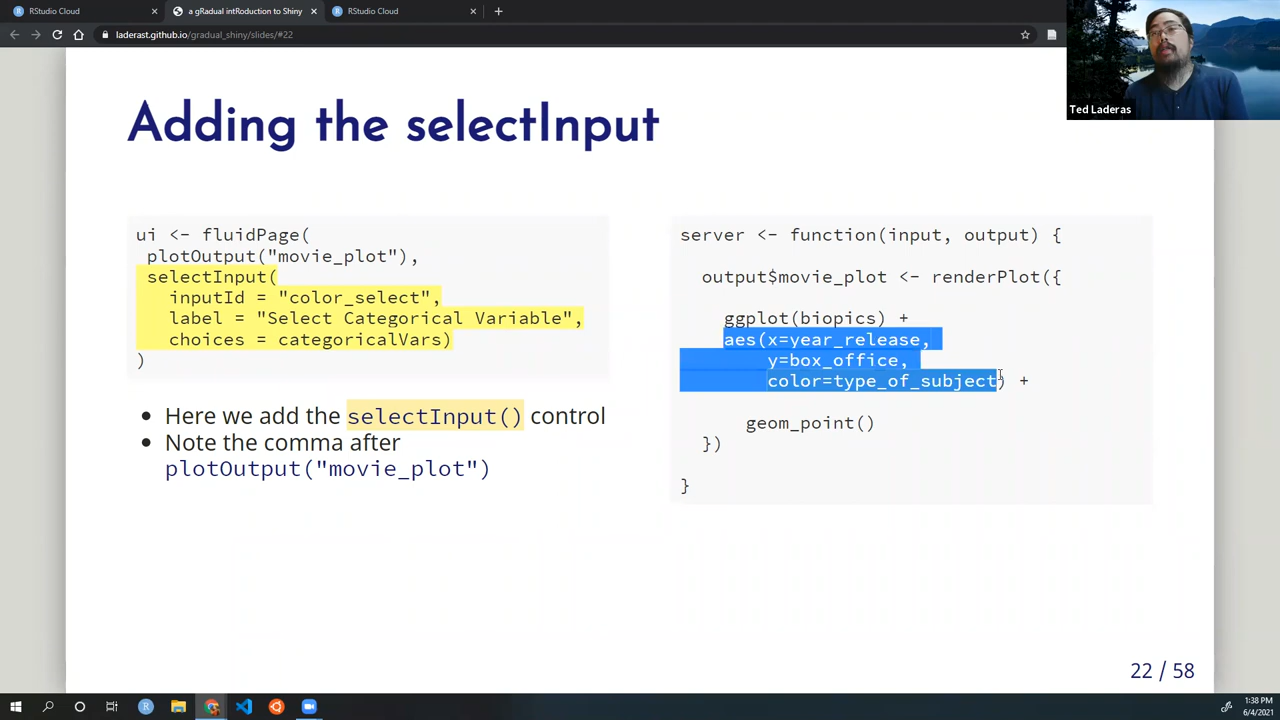 RStudio Cloud
a gRadual intRoduction to Shiny
RStudio Cloud
laderast.github.io/gradual_shiny/slides/#22
Ted Laderas
Adding the selectInput
ui <- fluidPage(
plotOutput("movie_plot"),
selectInput(
inputId = "color_select",
label = "Select Categorical Variable",
choices = categoricalVars)
)
Here we add the selectInput() control
Note the comma after
plotOutput("movie_plot")
server <- function(input, output) {
output$movie_plot <- renderPlot({
ggplot(biopics) +
aes(x=year_release,
y=box_office,
color=type_of_subject) +
geom_point()
})
}
22 / 58
1:38 PM
6/4/2021